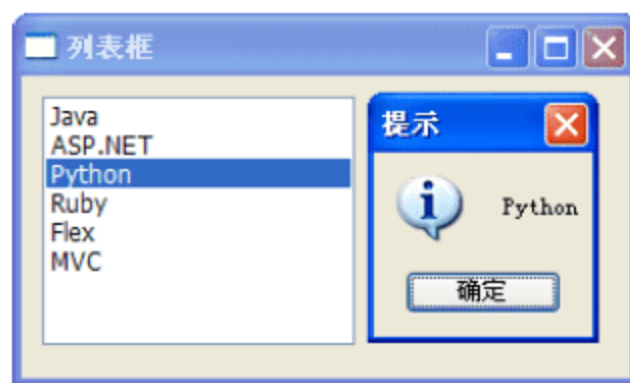 列表框
Java
ASP.NET
Python
Ruby
Flex
MVC
提示
Python
确定